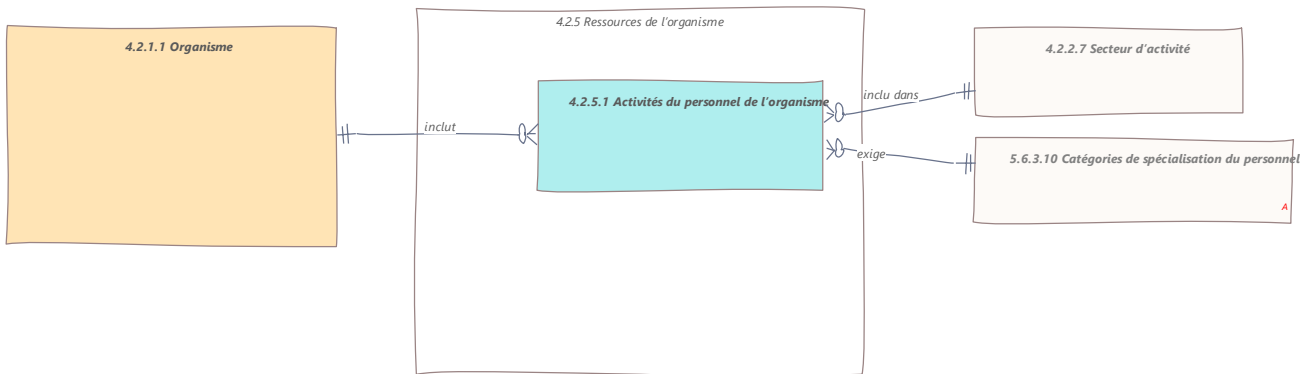 4.2.5 Ressources de l'organisme
4.2.1.1 Organisme
4.2.2.7 Secteur d'activité
4.2.5.1 Activités du personnel de l'organisme
inclu dans
inclut
exige
5.6.3.10 Catégories de spécialisation du personnel
A